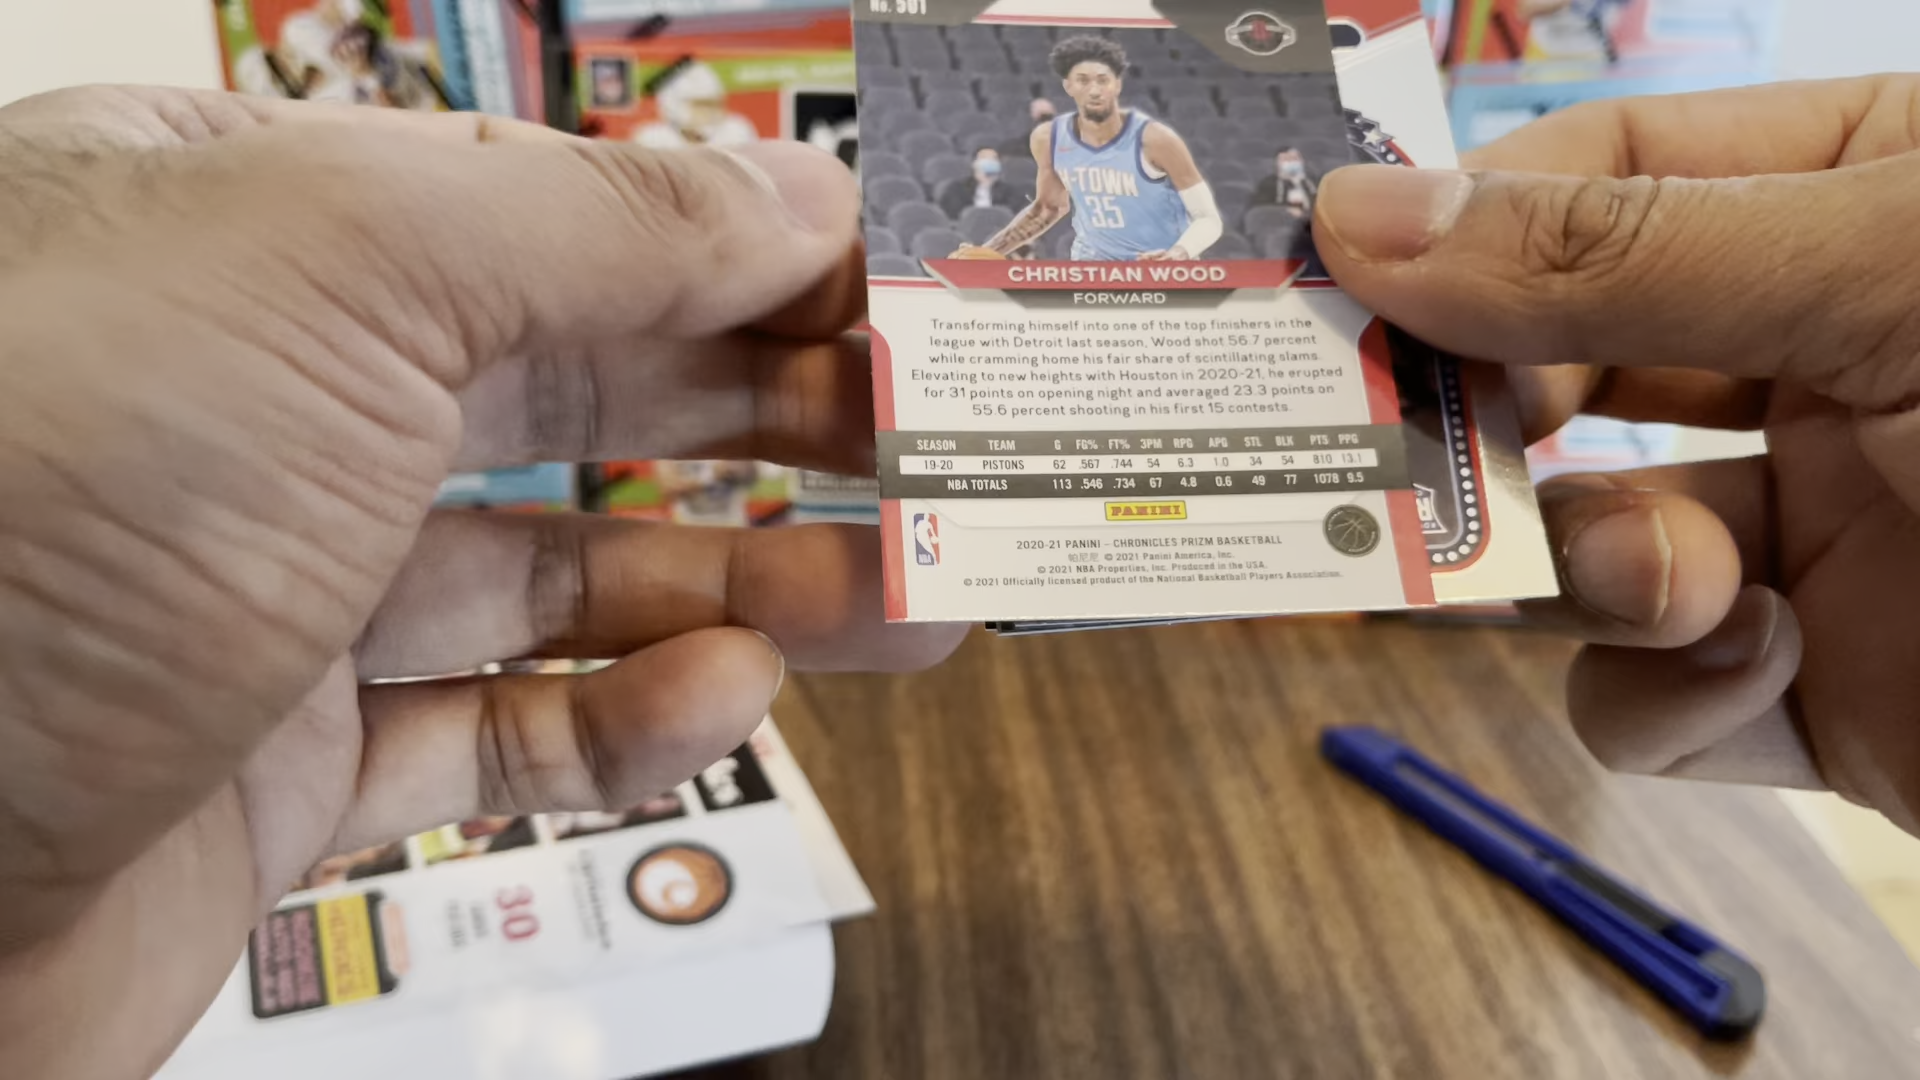 No. 501
H-TOWN
35
CHRISTIAN WOOD
FORWARD
Transforming himself into one of the top finishers in the
league with Detroit last season, Wood shot 56.7 percent
while cramming home his fair share of scintillating slams.
Elevating to new heights with Houston in 2020-21, he erupted
for 31 points on opening night and averaged 23.3 points on
55.6 percent shooting in his first 15 contests.
SEASON TEAM G FG% FT% 3PM RPG APG STL BLK PTS PPG
19-20 PISTONS 62 .567 .744 54 6.3 1.0 34 54 810 13.1
NBA TOTALS 113 .546 .734 67 4.8 0.6 49 77 1078 9.5
PANINI
NBA
2020-21 PANINI - CHRONICLES PRIZM BASKETBALL
帕尼尼 © 2021 Panini America, Inc.
© 2021 NBA Properties, Inc. Produced in the USA.
© 2021 Officially licensed product of the National Basketball Players Association.
30